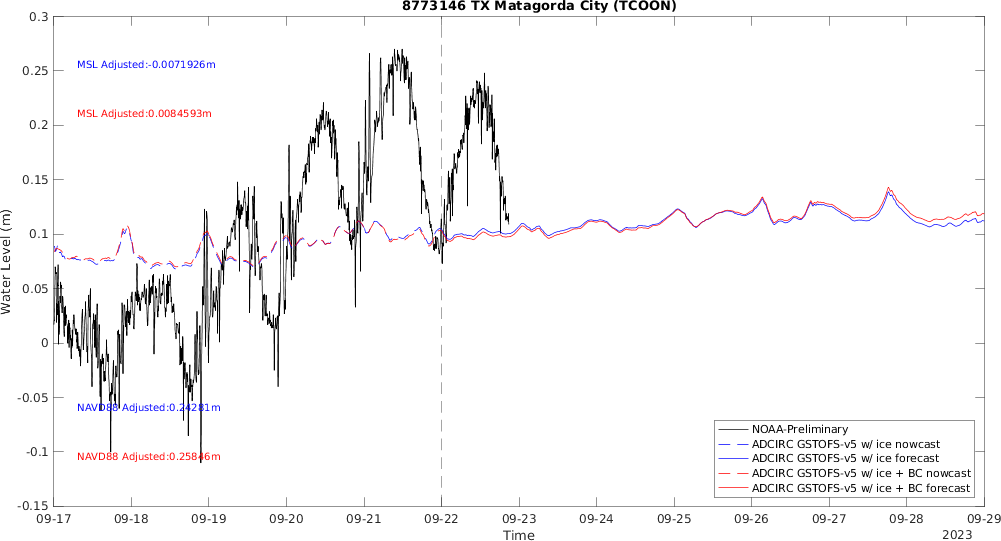 8773146 TX Matagorda City (TCOON)
0.3
0.25
0.2
0.15
0.1
0.05
0
-0.05
-0.1
-0.15
Water Level (m)
MSL Adjusted:-0.0071926m
MSL Adjusted:0.0084593m
NAVD88 Adjusted:0.24281m
NAVD88 Adjusted:0.25846m
NOAA-Preliminary
ADCIRC GSTOFS-v5 w/ ice nowcast
ADCIRC GSTOFS-v5 w/ ice forecast
ADCIRC GSTOFS-v5 w/ ice + BC nowcast
ADCIRC GSTOFS-v5 w/ ice + BC forecast
09-17 09-18 09-19 09-20 09-21 09-22 09-23 09-24 09-25 09-26 09-27 09-28 09-29
Time
2023